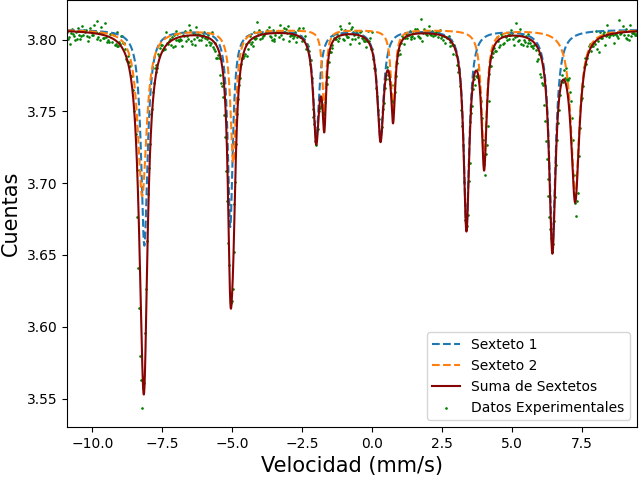 3.80
3.75
3.70
3.65
3.60
3.55
Cuentas
−10.0 −7.5 −5.0 −2.5 0.0 2.5 5.0 7.5
Velocidad (mm/s)
Sexteto 1
Sexteto 2
Suma de Sextetos
Datos Experimentales